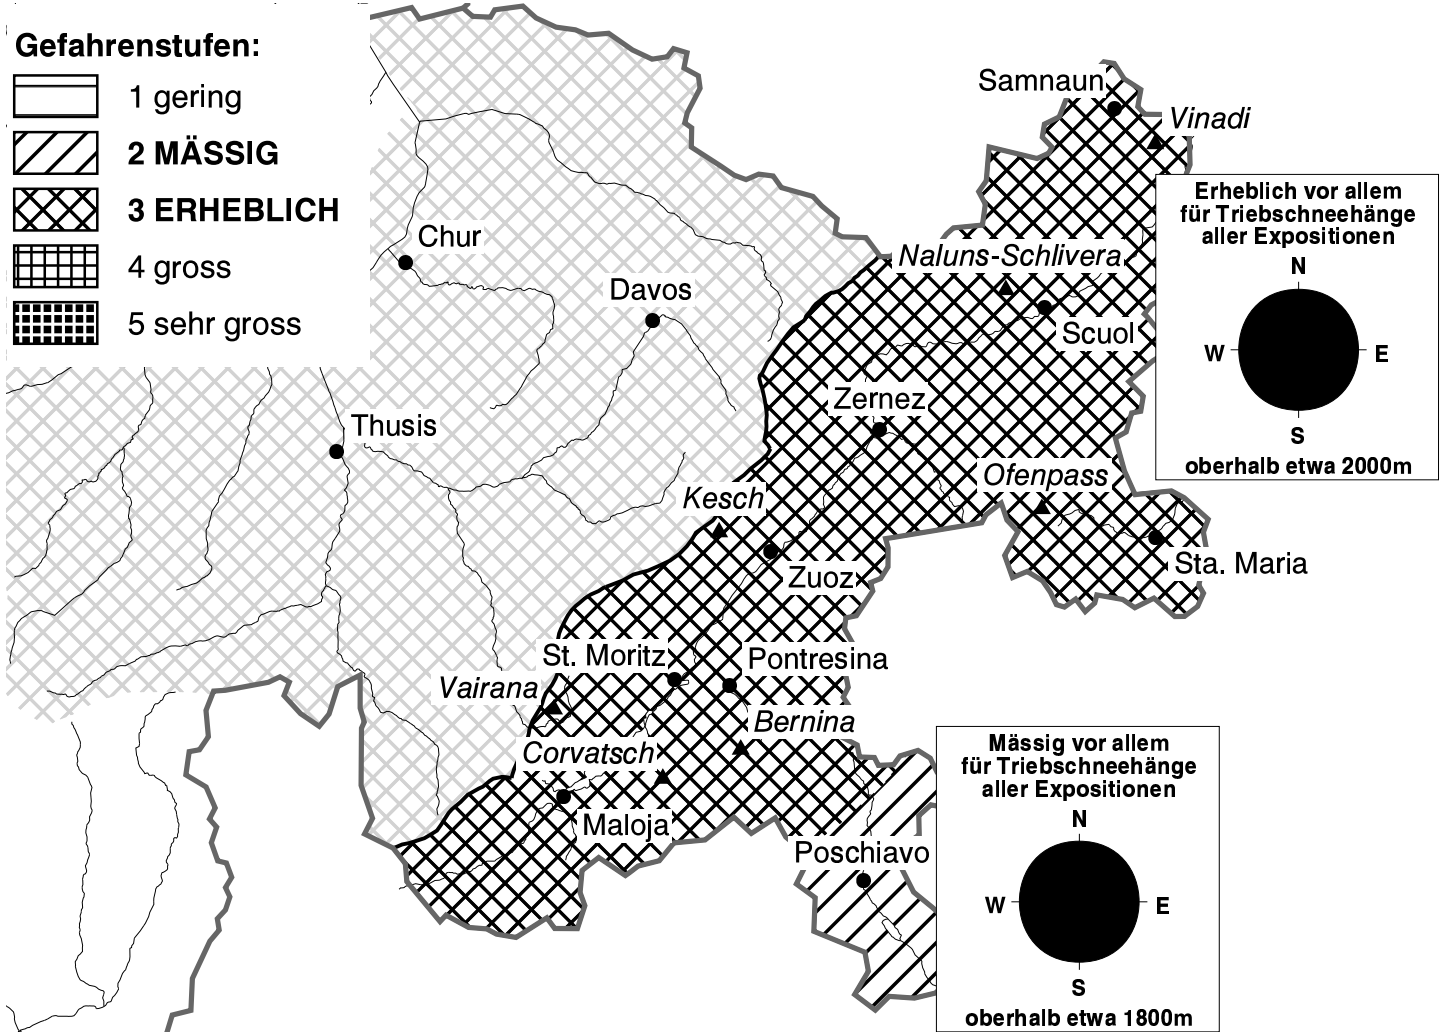 Gefahrenstufen:
1 gering
2 MÄSSIG
3 ERHEBLICH
4 gross
5 sehr gross
Samnaun
Vinadi
Chur
Naluns-Schlivera
Davos
Scuol
Zernez
Thusis
Ofenpass
Kesch
Sta. Maria
Zuoz
St. Moritz
Pontresina
Vairana
Bernina
Corvatsch
Maloja
Poschiavo
Erheblich vor allem
für Triebschneehänge
aller Expositionen
N
W E
S
oberhalb etwa 2000m
Mässig vor allem
für Triebschneehänge
aller Expositionen
N
W E
S
oberhalb etwa 1800m